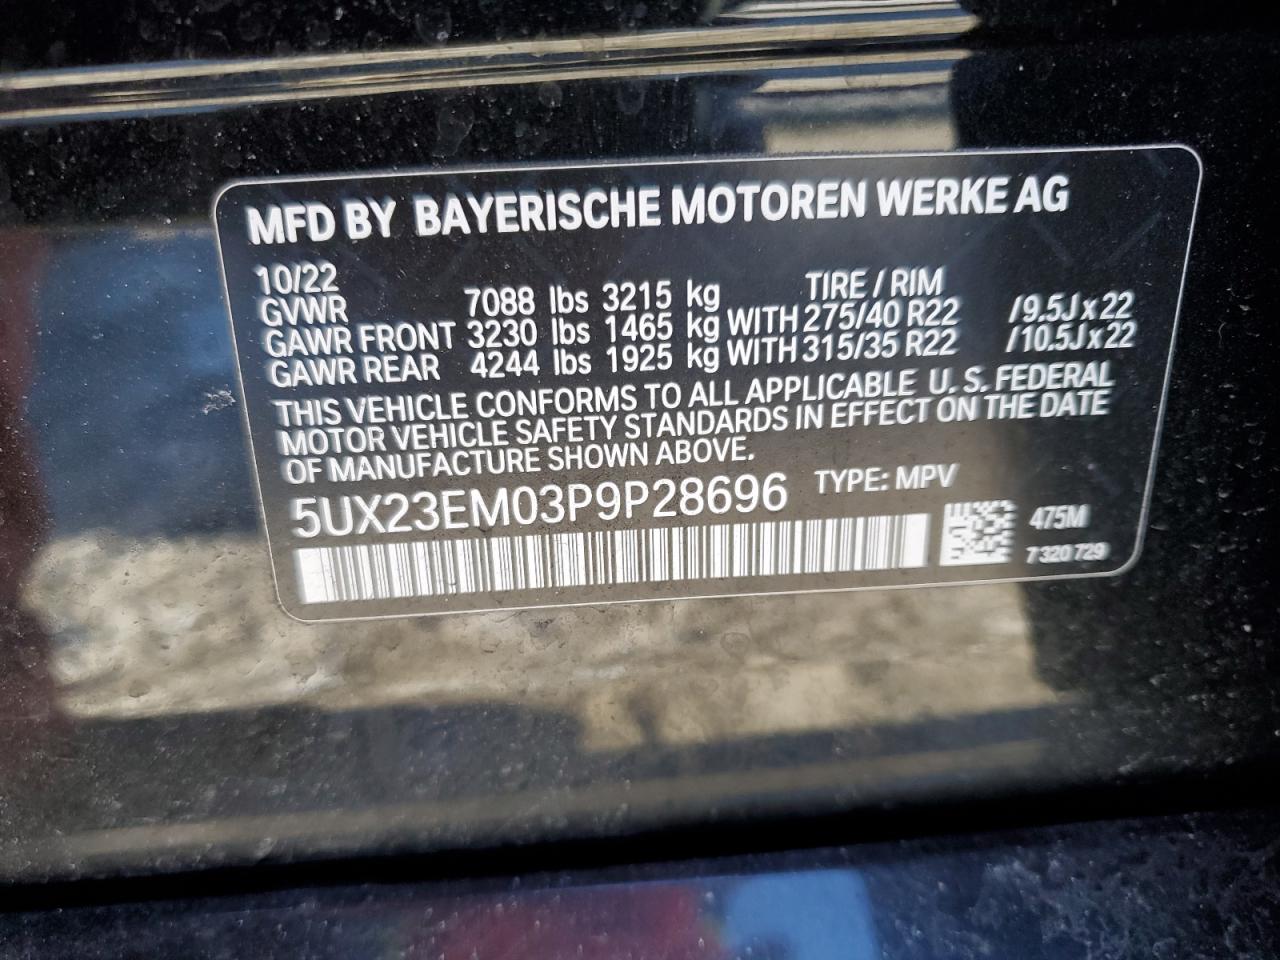 MFD BY BAYERISCHE MOTOREN WERKE AG
10/22 TIRE / RIM
GVWR 7088 lbs 3215 kg
GAWR FRONT 3230 lbs 1465 kg WITH 275/40 R22 /9.5J x 22
GAWR REAR 4244 lbs 1925 kg WITH 315/35 R22 /10.5J x 22
THIS VEHICLE CONFORMS TO ALL APPLICABLE U. S. FEDERAL
MOTOR VEHICLE SAFETY STANDARDS IN EFFECT ON THE DATE
OF MANUFACTURE SHOWN ABOVE.
5UX23EM03P9P28696 TYPE: MPV
475M
7 320 729